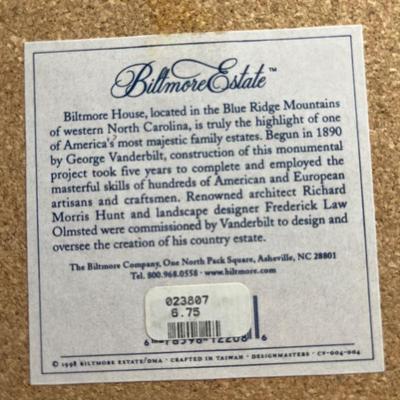 Biltmore Estate™
Biltmore House, located in the Blue Ridge Mountains
of western North Carolina, is truly the highlight of one
of America's most majestic family estates. Begun in 1890
by George Vanderbilt, construction of this monumental
project took five years to complete and employed the
masterful skills of hundreds of American and European
artisans and craftsmen. Renowned architect Richard
Morris Hunt and landscape designer Frederick Law
Olmsted were commissioned by Vanderbilt to design and
oversee the creation of his country estate.
The Biltmore Company, One North Pack Square, Asheville, NC 28801
Tel. 800.968.0558 · www.biltmore.com
023807
6.75
© 1998 BILTMORE ESTATE/DMA · CRAFTED IN TAIWAN · DESIGNMASTERS · CV-004-004